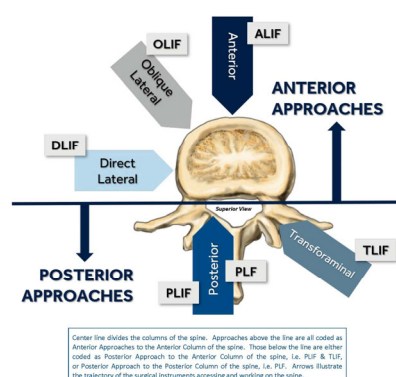 OLIF
ALIF
Oblique
Lateral
Anterior
ANTERIOR
APPROACHES
DLIF
Direct
Lateral
Superior View
Posterior
Transforaminal
TLIF
POSTERIOR
APPROACHES
PLIF
PLF
Center line divides the columns of the spine. Approaches above the line are all coded as
Anterior Approaches to the Anterior Column of the spine. Those below the line are either
coded as Posterior Approach to the Anterior Column of the spine, i.e. PLIF & TLIF,
or Posterior Approach to the Posterior Column of the spine, i.e. PLF. Arrows illustrate
the trajectory of the surgical instruments accessing and working on the spine.